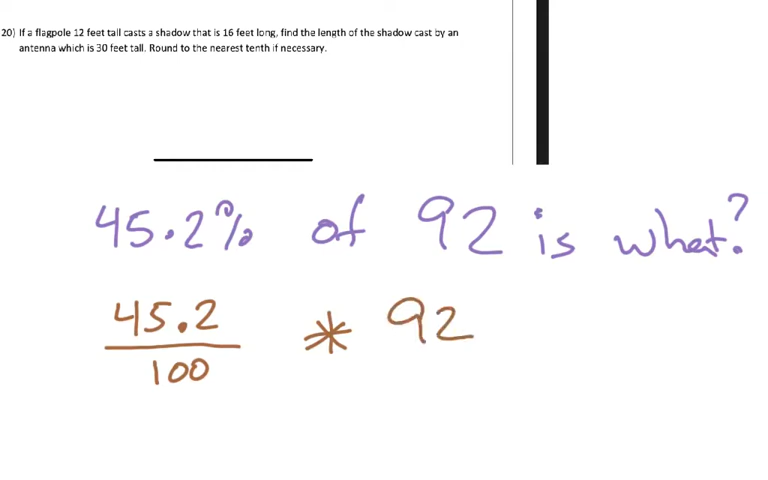 20) If a flagpole 12 feet tall casts a shadow that is 16 feet long, find the length of the shadow cast by an
antenna which is 30 feet tall. Round to the nearest tenth if necessary.
45.2% of 92 is what?
45.2
100
* 92